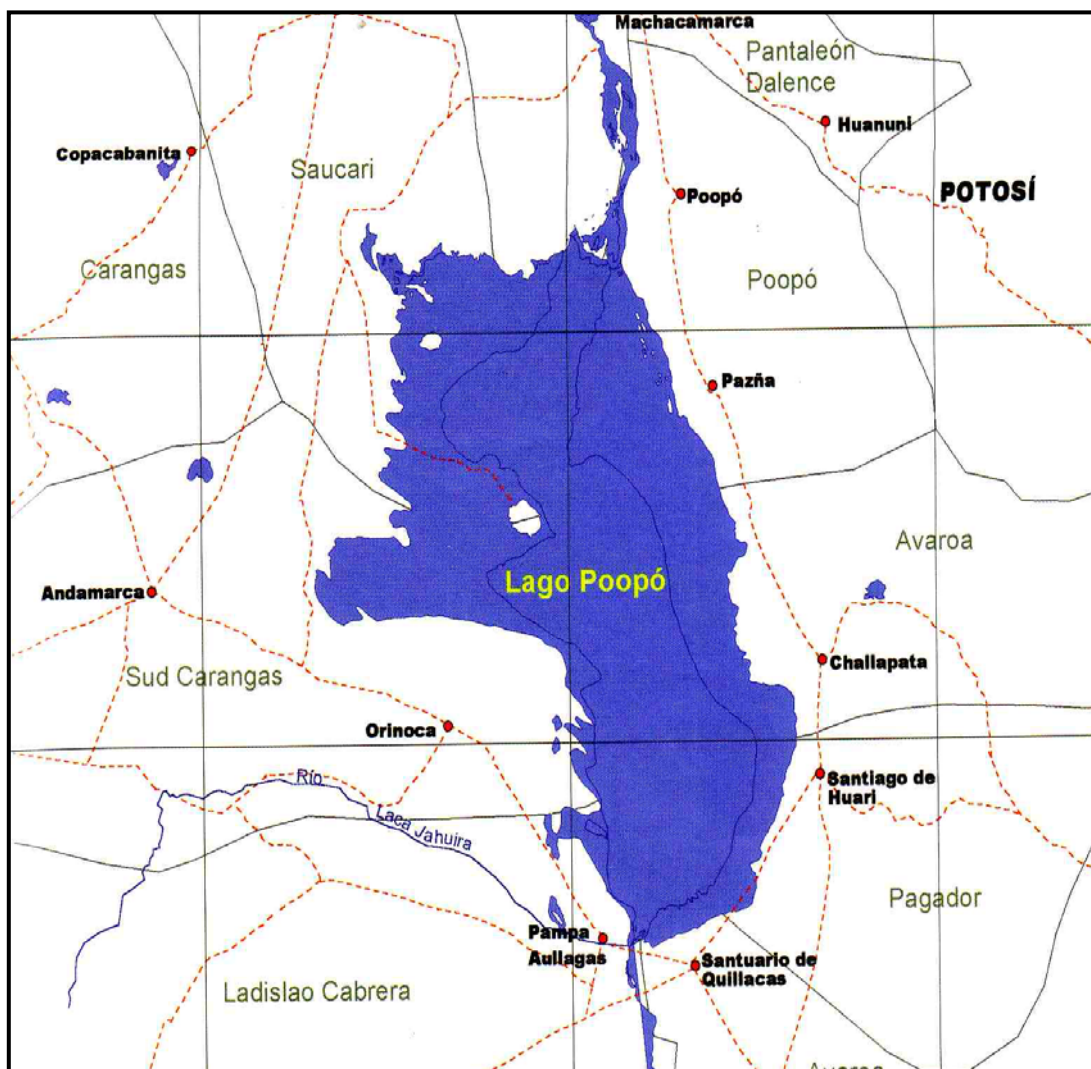 Machacamarca
Pantaleón
Dalence
Huanuni
Copacabanita
Saucari
POTOSÍ
Poopó
Carangas
Poopó
Pazña
Avaroa
Lago Poopó
Andamarca
Challapata
Sud Carangas
Orinoca
Río
Laca Jahuira
Santiago de
Huari
Pagador
Pampa
Aullagas
Santuario de
Quillacas
Ladislao Cabrera